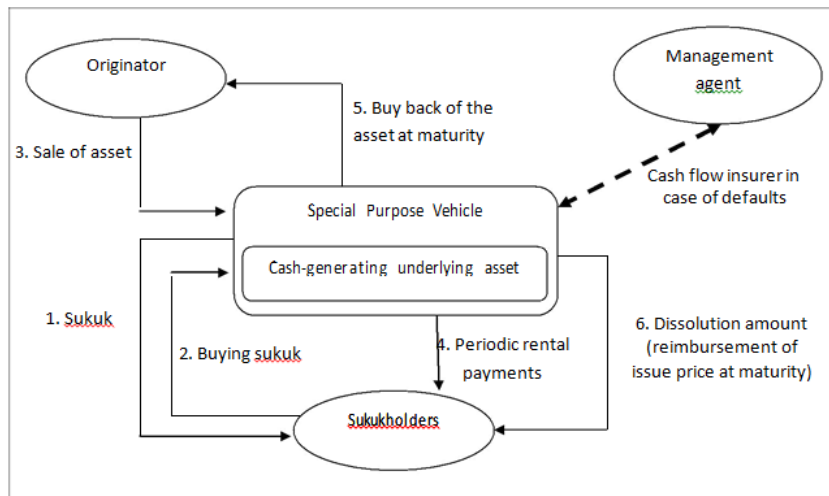 Originator
Management
agent
5. Buy back of the
asset at maturity
3. Sale of asset
Cash flow insurer in
case of defaults
Special Purpose Vehicle
Cash-generating underlying asset
1. Sukuk
2. Buying sukuk
4. Periodic rental
payments
6. Dissolution amount
(reimbursement of
issue price at maturity)
Sukukholders